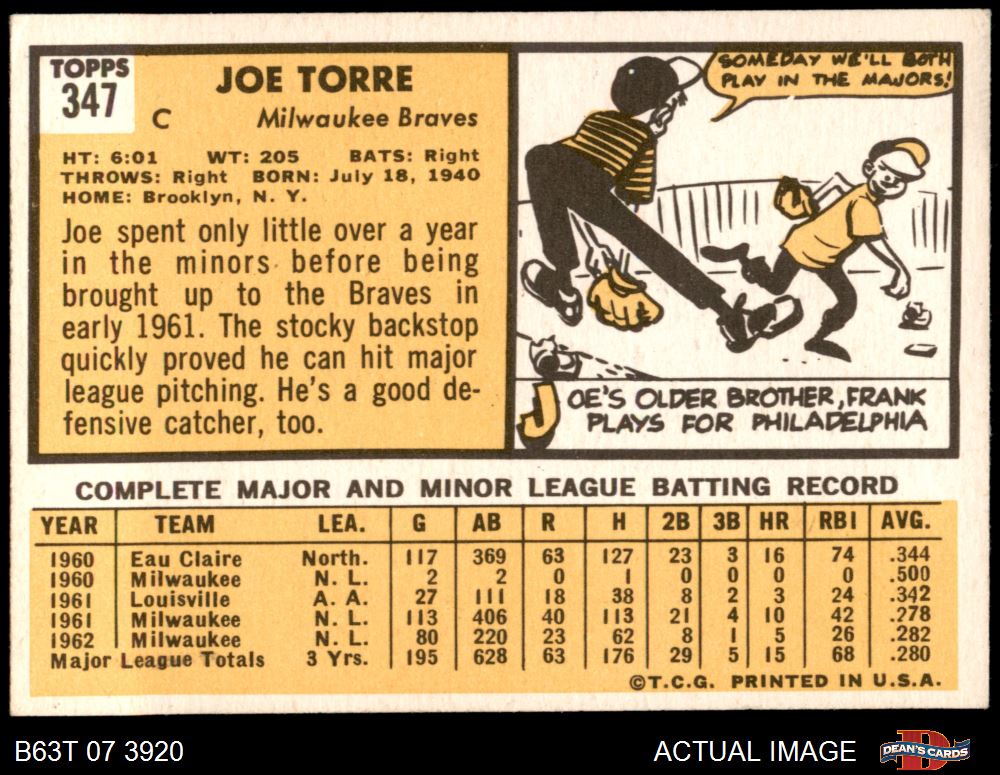 TOPPS
347
JOE TORRE
C Milwaukee Braves
HT: 6:01 WT: 205 BATS: Right
THROWS: Right BORN: July 18, 1940
HOME: Brooklyn, N. Y.
Joe spent only little over a year
in the minors before being
brought up to the Braves in
early 1961. The stocky backstop
quickly proved he can hit major
league pitching. He's a good de-
fensive catcher, too.
SOMEDAY WE'LL BOTH
PLAY IN THE MAJORS!
JOE'S OLDER BROTHER, FRANK
PLAYS FOR PHILADELPHIA
COMPLETE MAJOR AND MINOR LEAGUE BATTING RECORD
YEAR TEAM LEA. G AB R H 2B 3B HR RBI AVG.
1960 Eau Claire North. 117 369 63 127 23 3 16 74 .344
1960 Milwaukee N. L. 2 2 0 1 0 0 0 0 .500
1961 Louisville A. A. 27 111 18 38 8 2 3 24 .342
1961 Milwaukee N. L. 113 406 40 113 21 4 10 42 .278
1962 Milwaukee N. L. 80 220 23 62 8 1 5 26 .282
Major League Totals 3 Yrs. 195 628 63 176 29 5 15 68 .280
©T.C.G. PRINTED IN U.S.A.
B63T 07 3920 ACTUAL IMAGE D DEAN'S CARDS